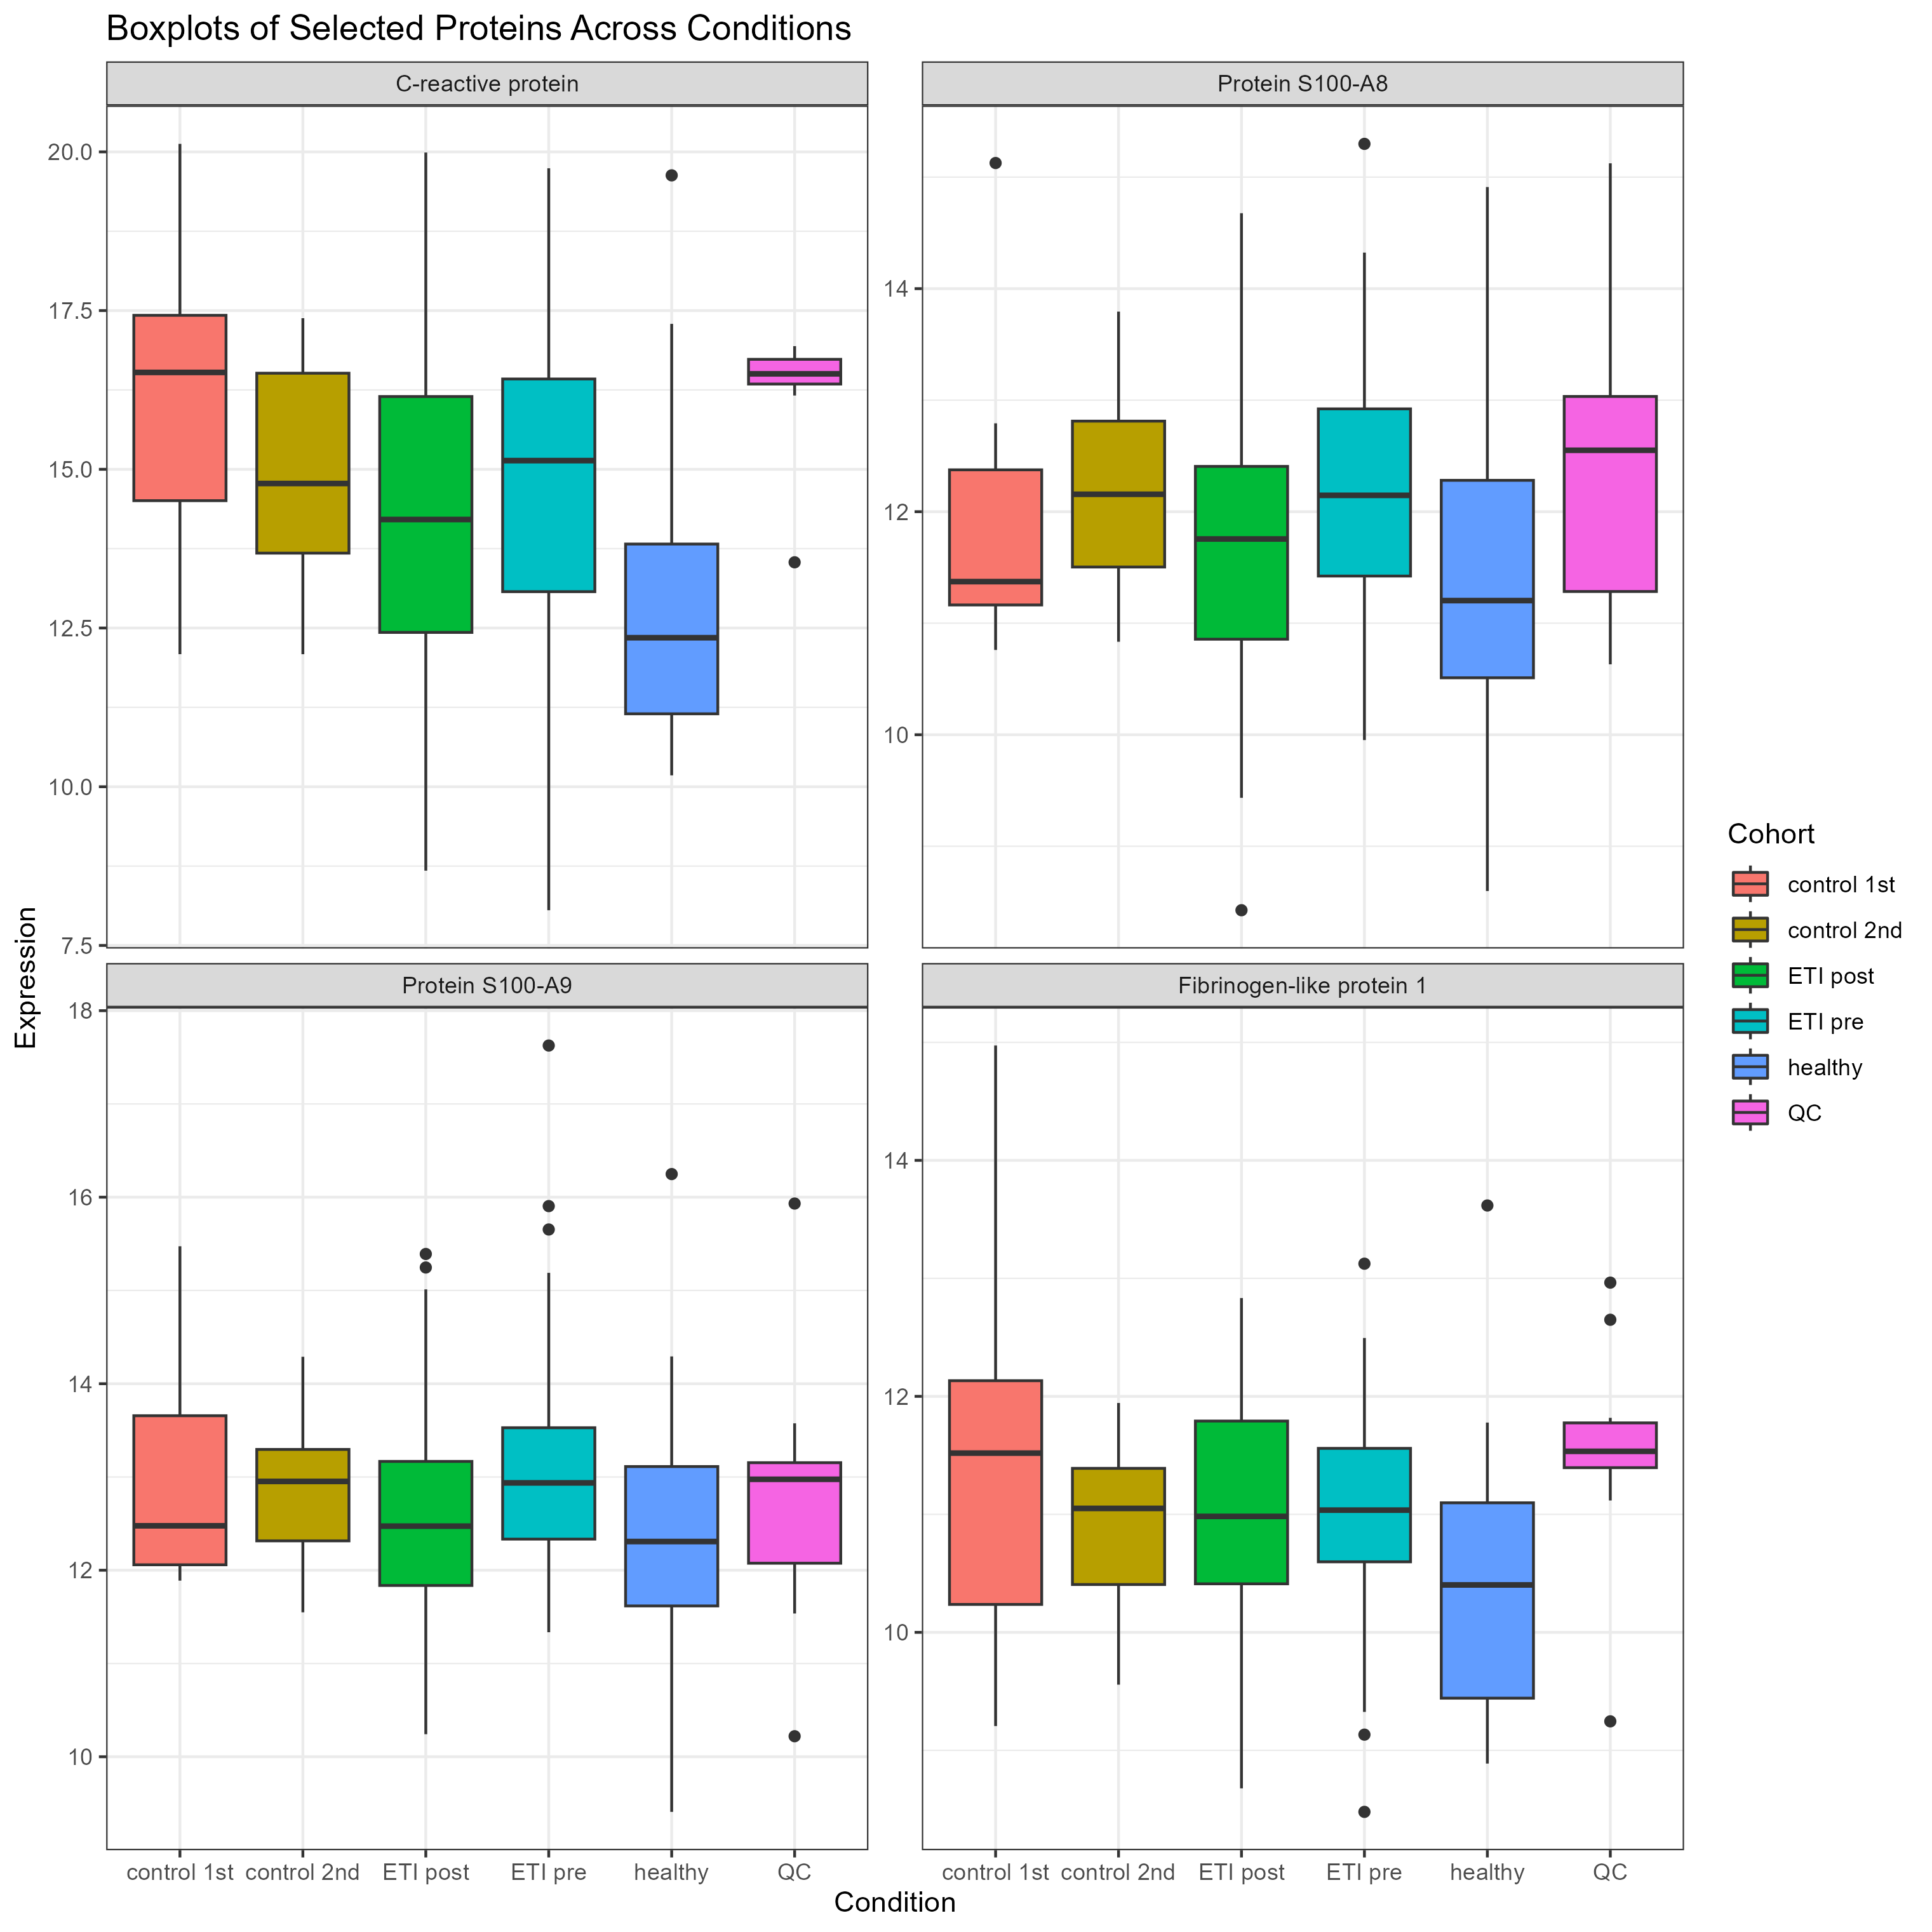 Boxplots of Selected Proteins Across Conditions
C-reactive protein
Protein S100-A8
20.0
17.5
15.0
12.5
10.0
7.5
14
12
10
Protein S100-A9
Fibrinogen-like protein 1
18
16
14
12
10
14
12
10
control 1st control 2nd ETI post ETI pre healthy QC
control 1st control 2nd ETI post ETI pre healthy QC
Condition
Expression
Cohort
control 1st
control 2nd
ETI post
ETI pre
healthy
QC